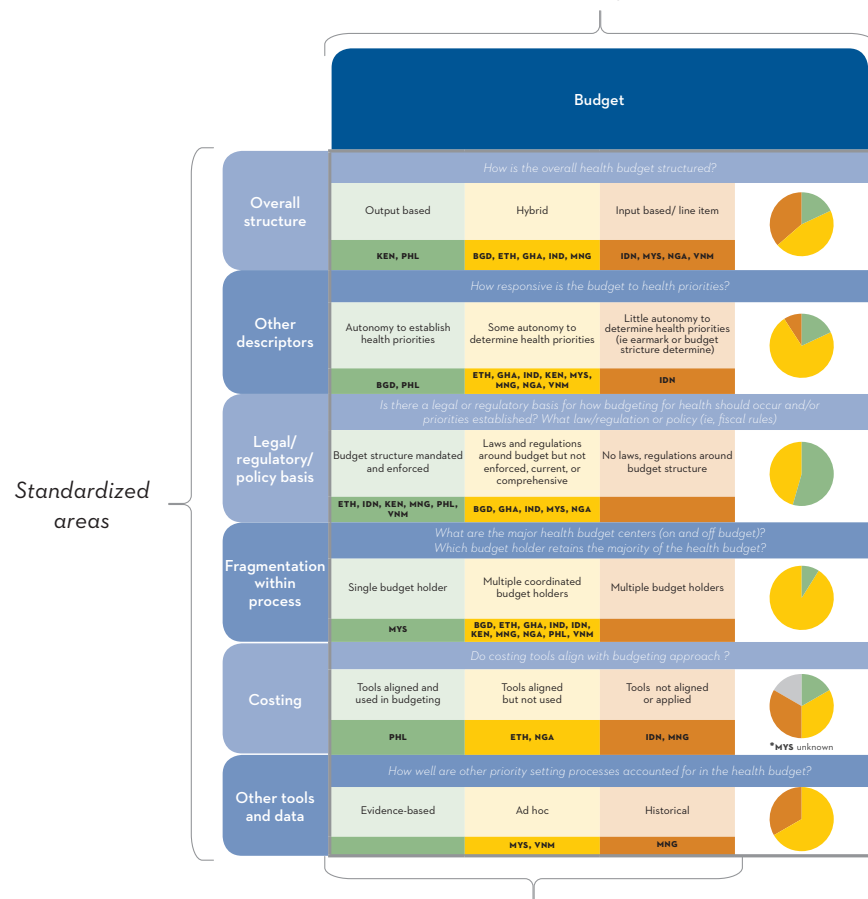 Budget
How is the overall health budget structured?
Overall
structure
Output based
Hybrid
Input based/ line item
KEN, PHL
BGD, ETH, GHA, IND, MNG
IDN, MYS, NGA, VNM
How responsive is the budget to health priorities?
Other
descriptors
Autonomy to establish
health priorities
Some autonomy to
determine health priorities
Little autonomy to
determine health priorities
(ie earmark or budget
stricture determine)
BGD, PHL
ETH, GHA, IND, KEN, MYS,
MNG, NGA, VNM
IDN
Is there a legal or regulatory basis for how budgeting for health should occur and/or
priorities established? What law/regulation or policy (ie, fiscal rules)
Legal/
regulatory/
policy basis
Budget structure mandated
and enforced
Laws and regulations
around budget but not
enforced, current, or
comprehensive
No laws, regulations around
budget structure
ETH, IDN, KEN, MNG, PHL,
VNM
BGD, GHA, IND, MYS, NGA
Standardized
areas
What are the major health budget centers (on and off budget)?
Which budget holder retains the majority of the health budget?
Fragmentation
within
process
Single budget holder
Multiple coordinated
budget holders
Multiple budget holders
MYS
BGD, ETH, GHA, IND, IDN,
KEN, MNG, NGA, PHL, VNM
Do costing tools align with budgeting approach ?
Costing
Tools aligned and
used in budgeting
Tools aligned
but not used
Tools not aligned
or applied
PHL
ETH, NGA
IDN, MNG
*MYS unknown
How well are other priority setting processes accounted for in the health budget?
Other tools
and data
Evidence-based
Ad hoc
Historical
MYS, VNM
MNG